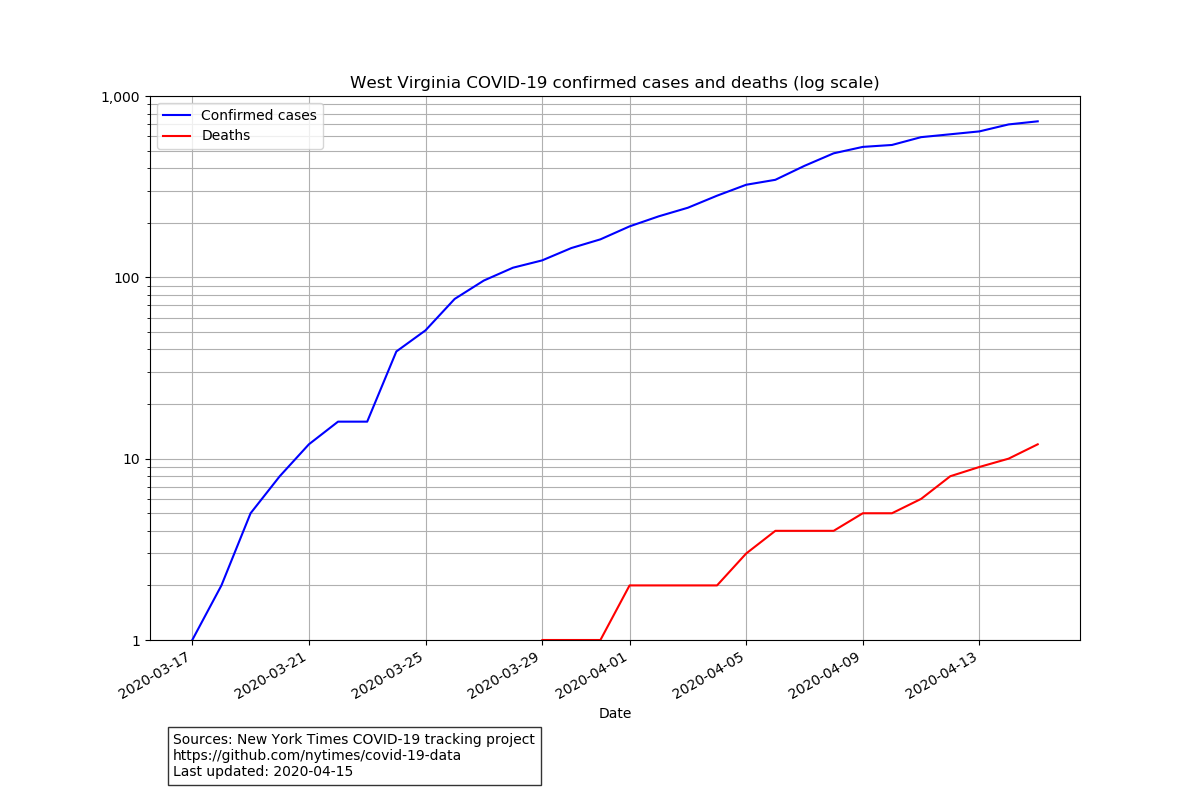 West Virginia COVID-19 confirmed cases and deaths (log scale)
1,000
100
10
1
Confirmed cases
Deaths
2020-03-17
2020-03-21
2020-03-25
2020-03-29
2020-04-01
2020-04-05
2020-04-09
2020-04-13
Date
Sources: New York Times COVID-19 tracking project
https://github.com/nytimes/covid-19-data
Last updated: 2020-04-15